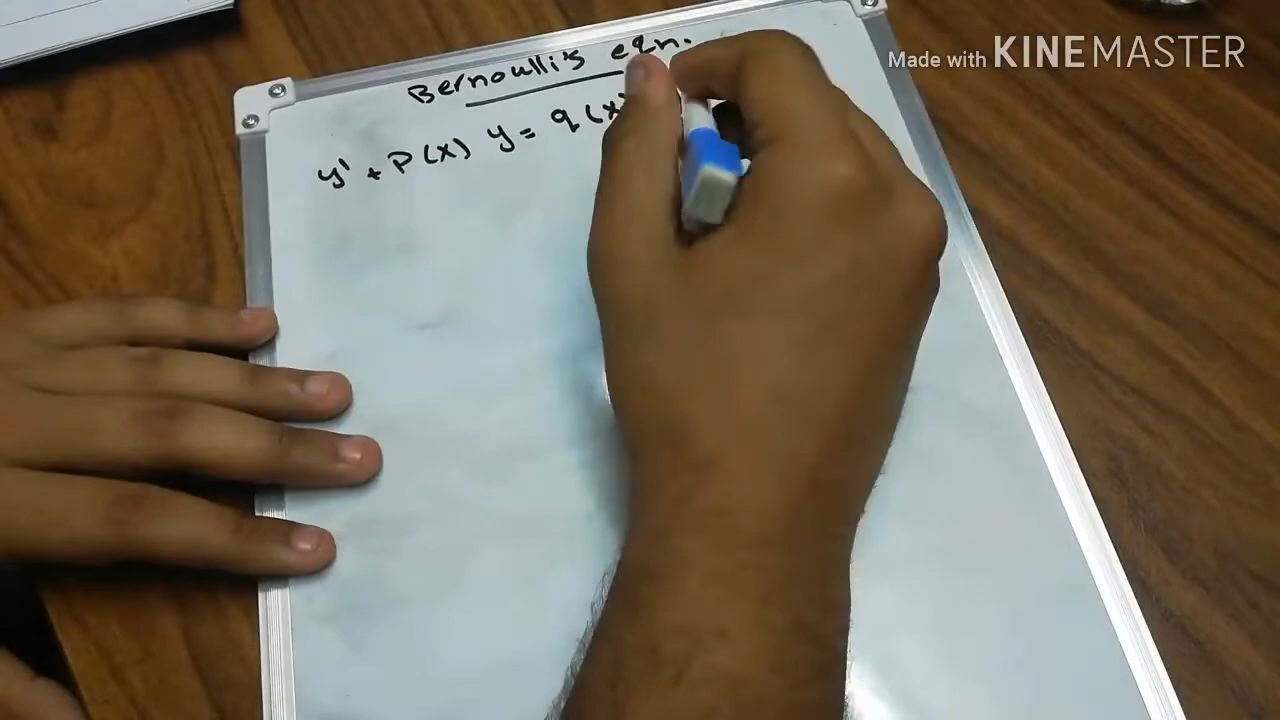 Made with KINEMASTER
Bernoulli's eqn.
y' + P(x) y = q(x)